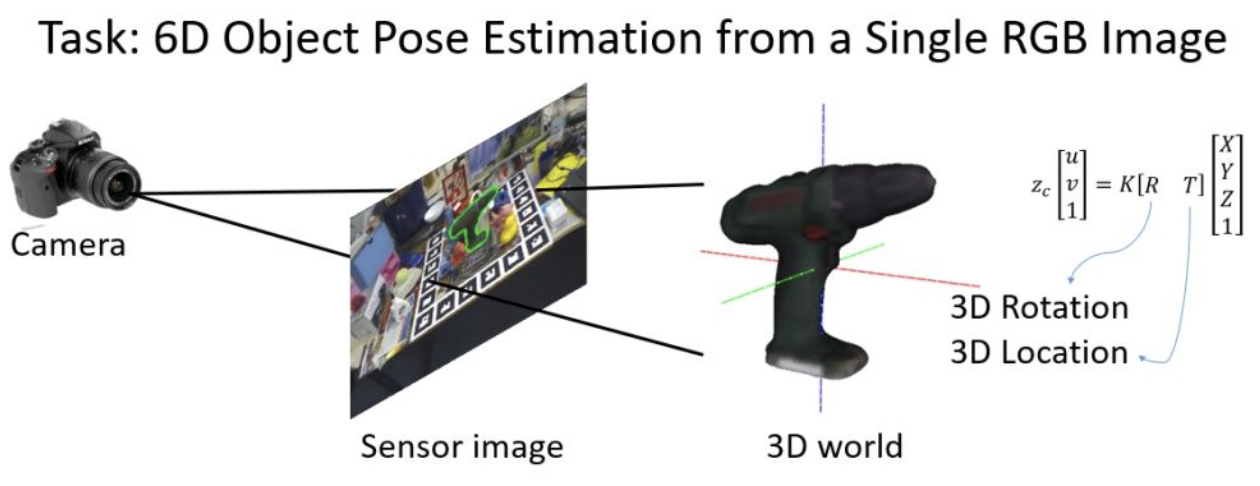 Task: 6D Object Pose Estimation from a Single RGB Image
Camera
Sensor image
3D world
z_c [u v 1] = K[R T] [X Y Z 1]
3D Rotation
3D Location